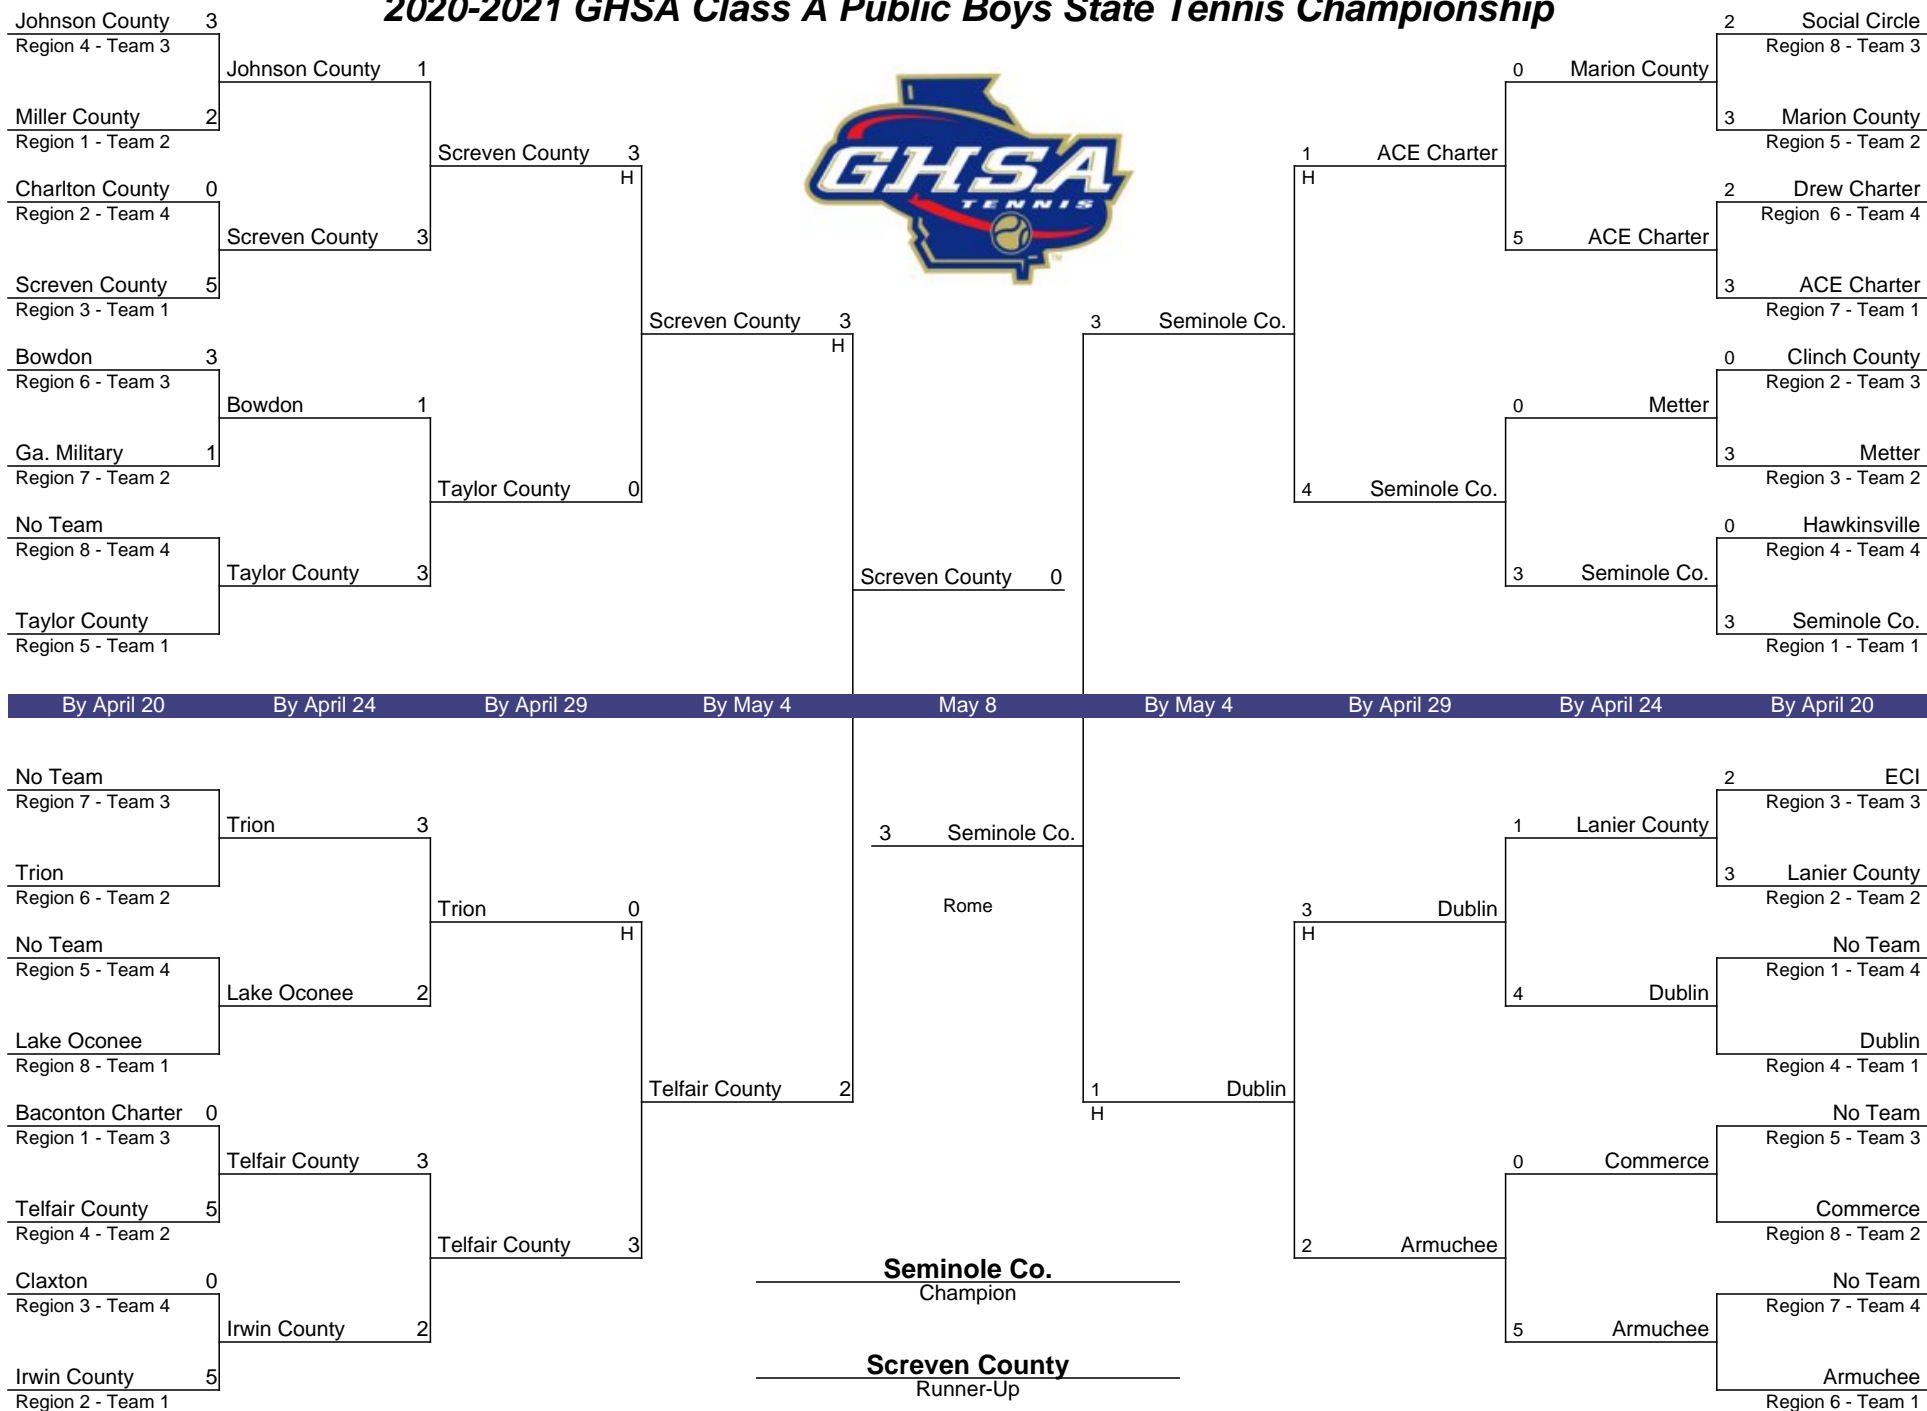 2020-2021 GHSA Class A Public Boys State Tennis Championship
Johnson County 3
Region 4 - Team 3
Miller County 2
Region 1 - Team 2
Charlton County 0
Region 2 - Team 4
Screven County 5
Region 3 - Team 1
Bowdon 3
Region 6 - Team 3
Ga. Military 1
Region 7 - Team 2
No Team
Region 8 - Team 4
Taylor County
Region 5 - Team 1
Johnson County 1
Screven County 3
Bowdon 1
Taylor County 3
Screven County 3
H
Taylor County 0
Screven County 3
H
Screven County 0
GHSA
TENNIS
TM
3 Seminole Co.
1 ACE Charter
H
4 Seminole Co.
0 Marion County
5 ACE Charter
0 Metter
3 Seminole Co.
2 Social Circle
Region 8 - Team 3
3 Marion County
Region 5 - Team 2
2 Drew Charter
Region 6 - Team 4
3 ACE Charter
Region 7 - Team 1
0 Clinch County
Region 2 - Team 3
3 Metter
Region 3 - Team 2
0 Hawkinsville
Region 4 - Team 4
3 Seminole Co.
Region 1 - Team 1
By April 20 By April 24 By April 29 By May 4 May 8 By May 4 By April 29 By April 24 By April 20
No Team
Region 7 - Team 3
Trion
Region 6 - Team 2
No Team
Region 5 - Team 4
Lake Oconee
Region 8 - Team 1
Baconton Charter 0
Region 1 - Team 3
Telfair County 5
Region 4 - Team 2
Claxton 0
Region 3 - Team 4
Irwin County 5
Region 2 - Team 1
Trion 3
Lake Oconee 2
Telfair County 3
Irwin County 2
Trion 0
H
Telfair County 3
Telfair County 2
3 Seminole Co.
Rome
1 Dublin
H
3 Dublin
H
2 Armuchee
1 Lanier County
4 Dublin
0 Commerce
5 Armuchee
2 ECI
Region 3 - Team 3
3 Lanier County
Region 2 - Team 2
No Team
Region 1 - Team 4
Dublin
Region 4 - Team 1
No Team
Region 5 - Team 3
Commerce
Region 8 - Team 2
No Team
Region 7 - Team 4
Armuchee
Region 6 - Team 1
Seminole Co.
Champion
Screven County
Runner-Up